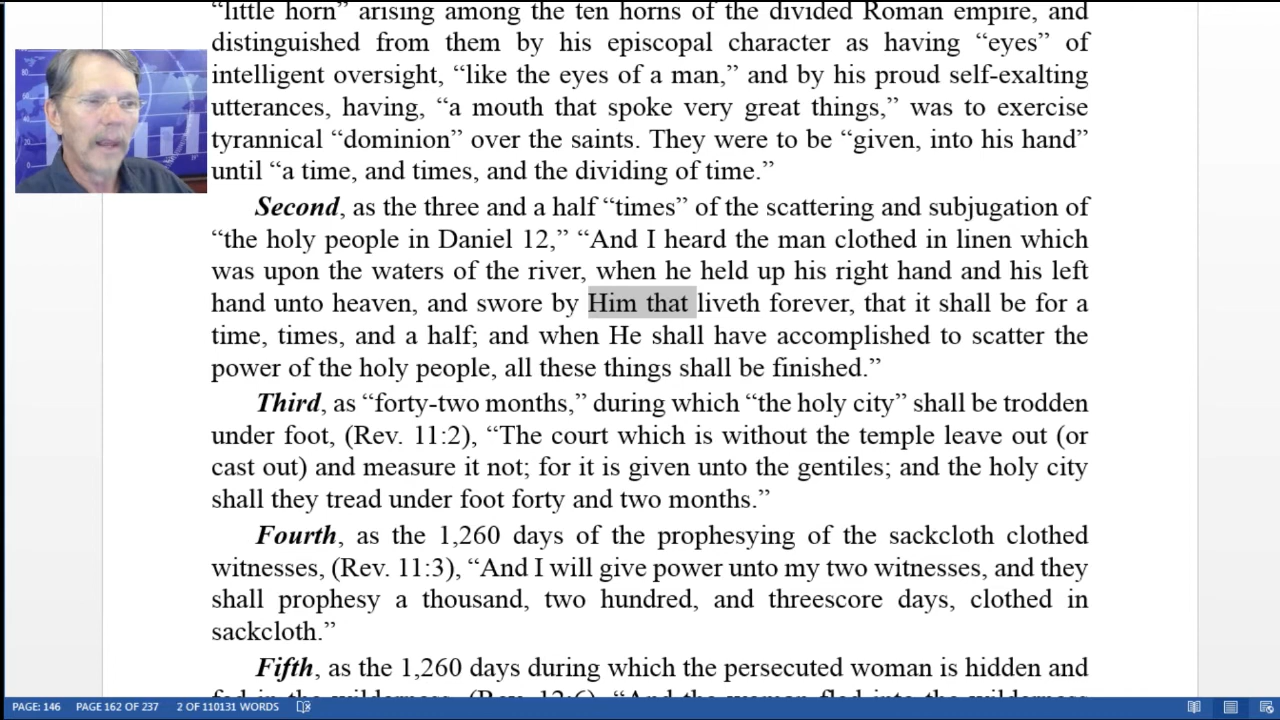 “little horn” arising among the ten horns of the divided Roman empire, and
distinguished from them by his episcopal character as having “eyes” of
intelligent oversight, “like the eyes of a man,” and by his proud self-exalting
utterances, having, “a mouth that spoke very great things,” was to exercise
tyrannical “dominion” over the saints. They were to be “given, into his hand”
until “a time, and times, and the dividing of time.”
Second, as the three and a half “times” of the scattering and subjugation of
“the holy people in Daniel 12,” “And I heard the man clothed in linen which
was upon the waters of the river, when he held up his right hand and his left
hand unto heaven, and swore by Him that liveth forever, that it shall be for a
time, times, and a half; and when He shall have accomplished to scatter the
power of the holy people, all these things shall be finished.”
Third, as “forty-two months,” during which “the holy city” shall be trodden
under foot, (Rev. 11:2), “The court which is without the temple leave out (or
cast out) and measure it not; for it is given unto the gentiles; and the holy city
shall they tread under foot forty and two months.”
Fourth, as the 1,260 days of the prophesying of the sackcloth clothed
witnesses, (Rev. 11:3), “And I will give power unto my two witnesses, and they
shall prophesy a thousand, two hundred, and threescore days, clothed in
sackcloth.”
Fifth, as the 1,260 days during which the persecuted woman is hidden and
fed in the wilderness, (Rev. 12:6), “And the woman fled into the wilderness
PAGE: 146 PAGE 162 OF 237 2 OF 110131 WORDS